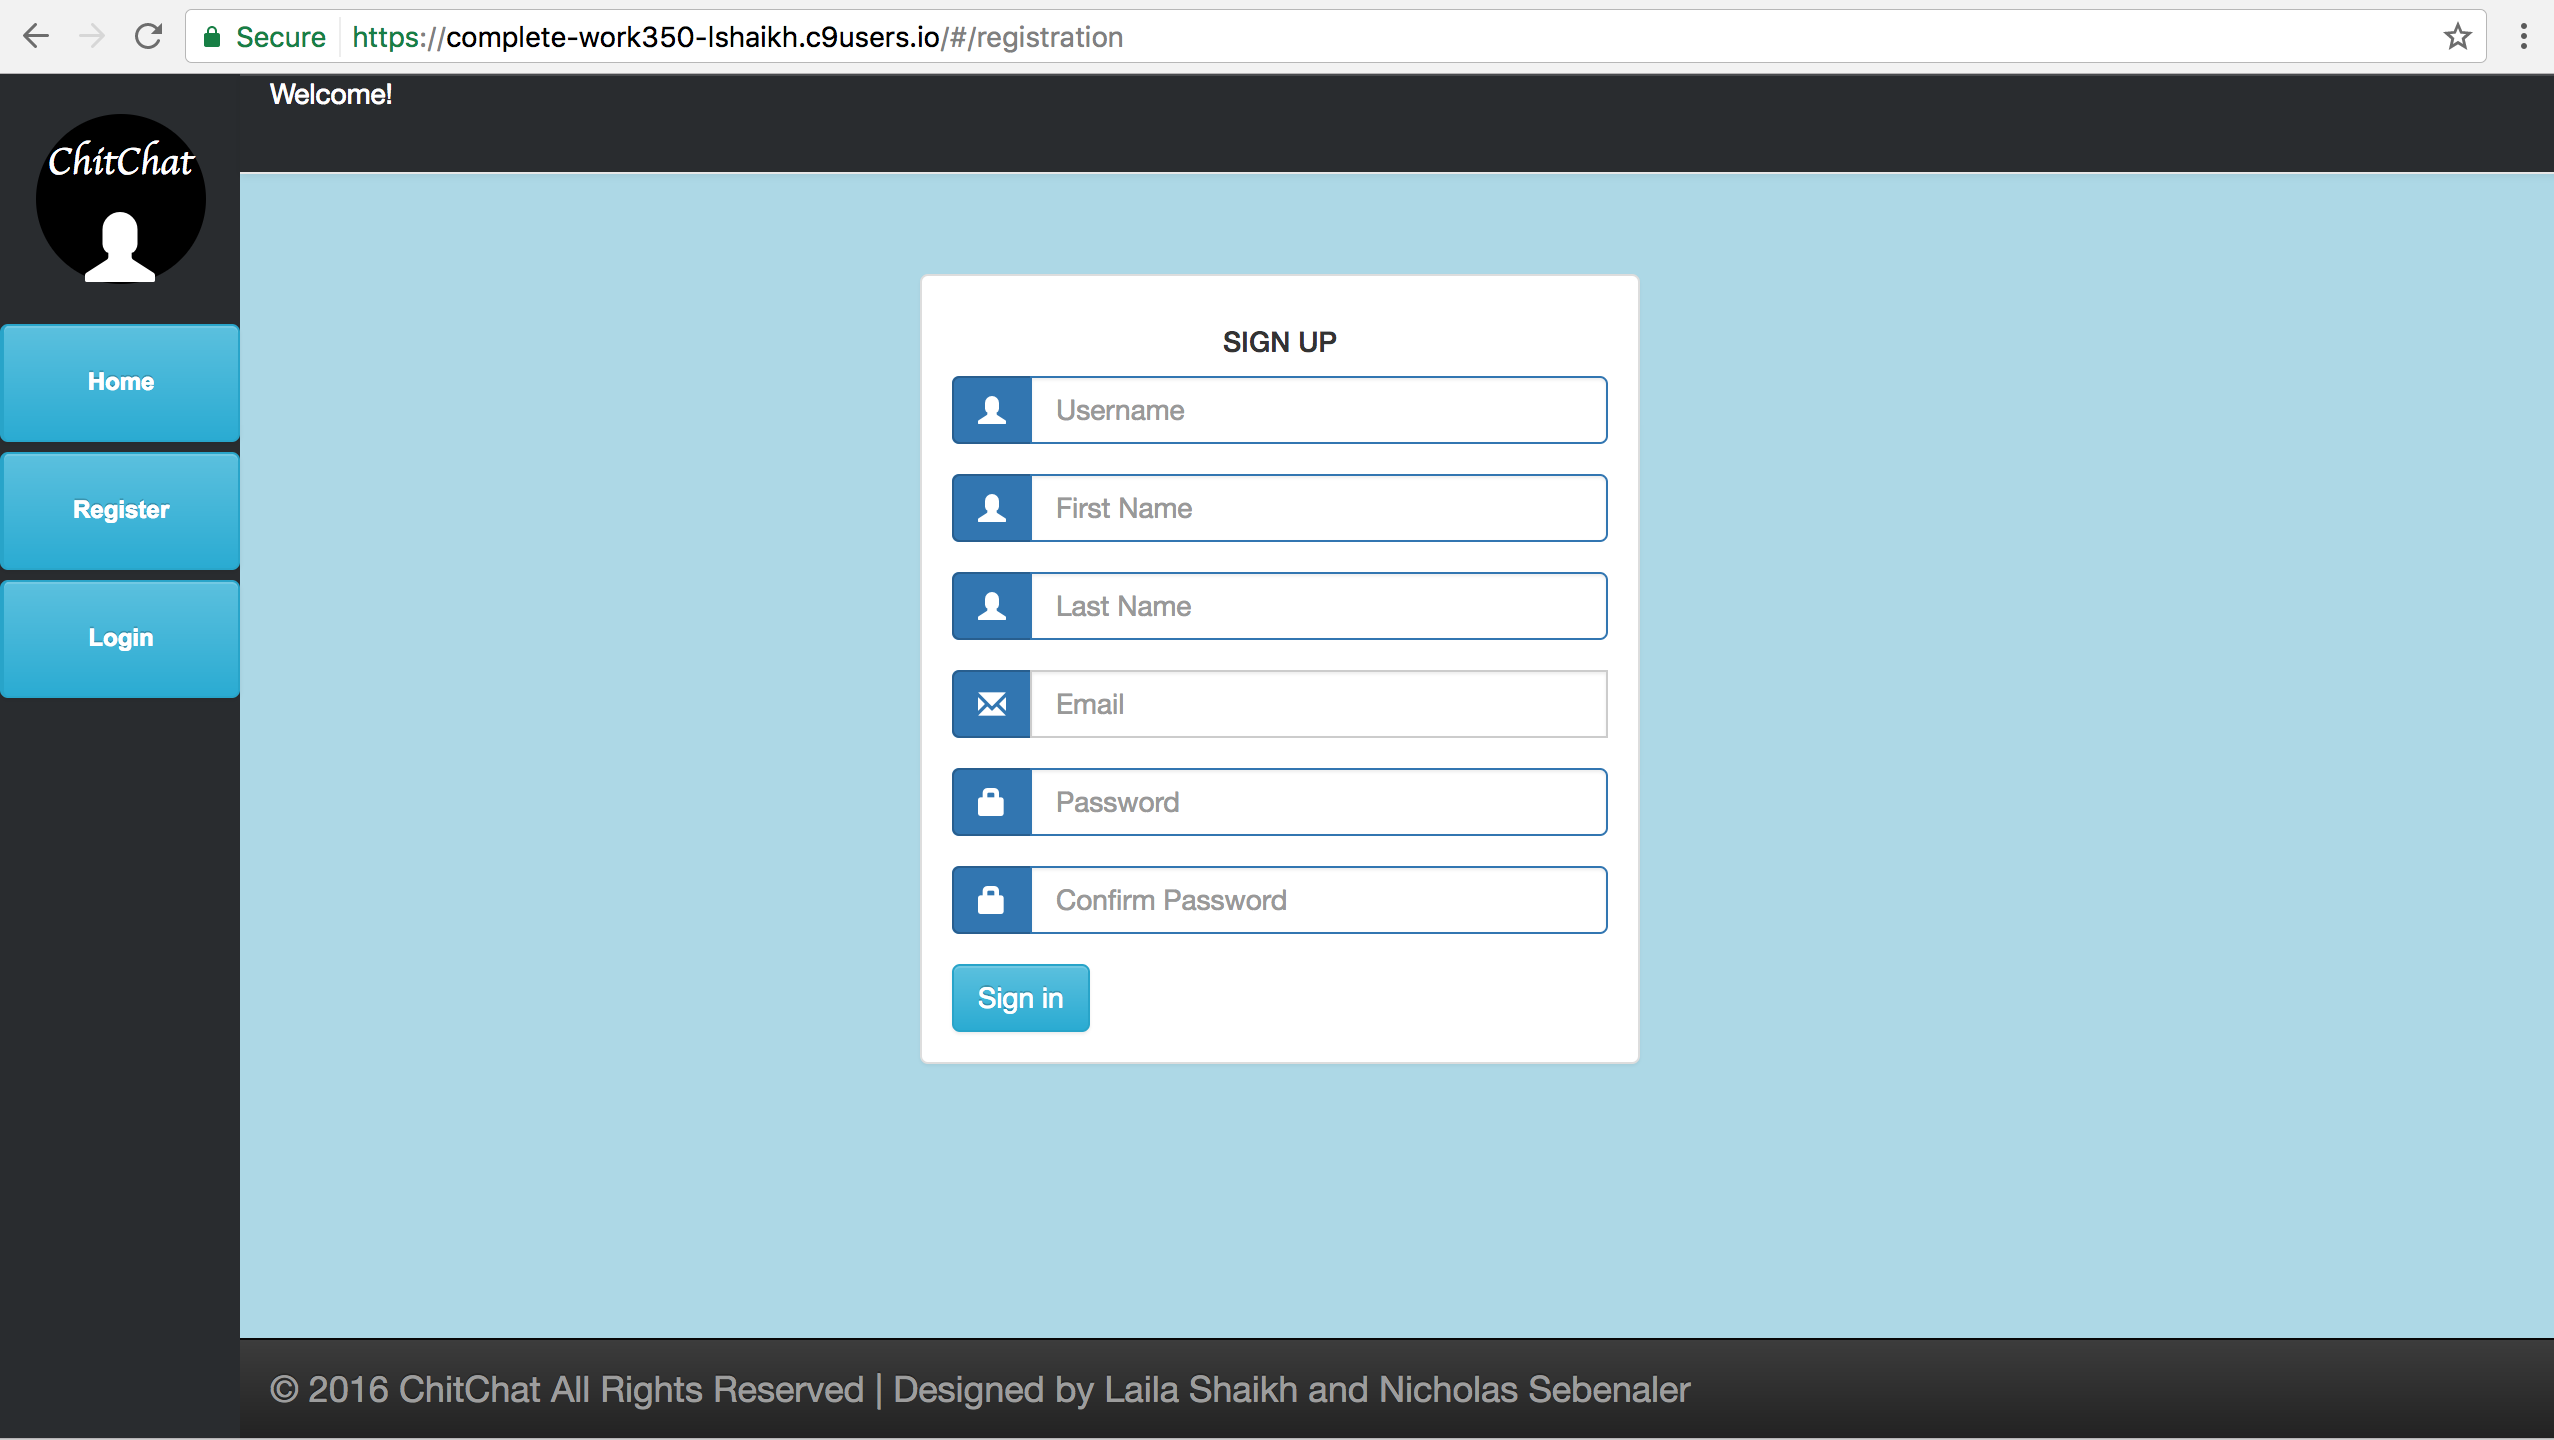 Secure https://complete-work350-lshaikh.c9users.io/#/registration
Welcome!
ChitChat
Home
Register
Login
SIGN UP
Username
First Name
Last Name
Email
Password
Confirm Password
Sign in
© 2016 ChitChat All Rights Reserved | Designed by Laila Shaikh and Nicholas Sebenaler